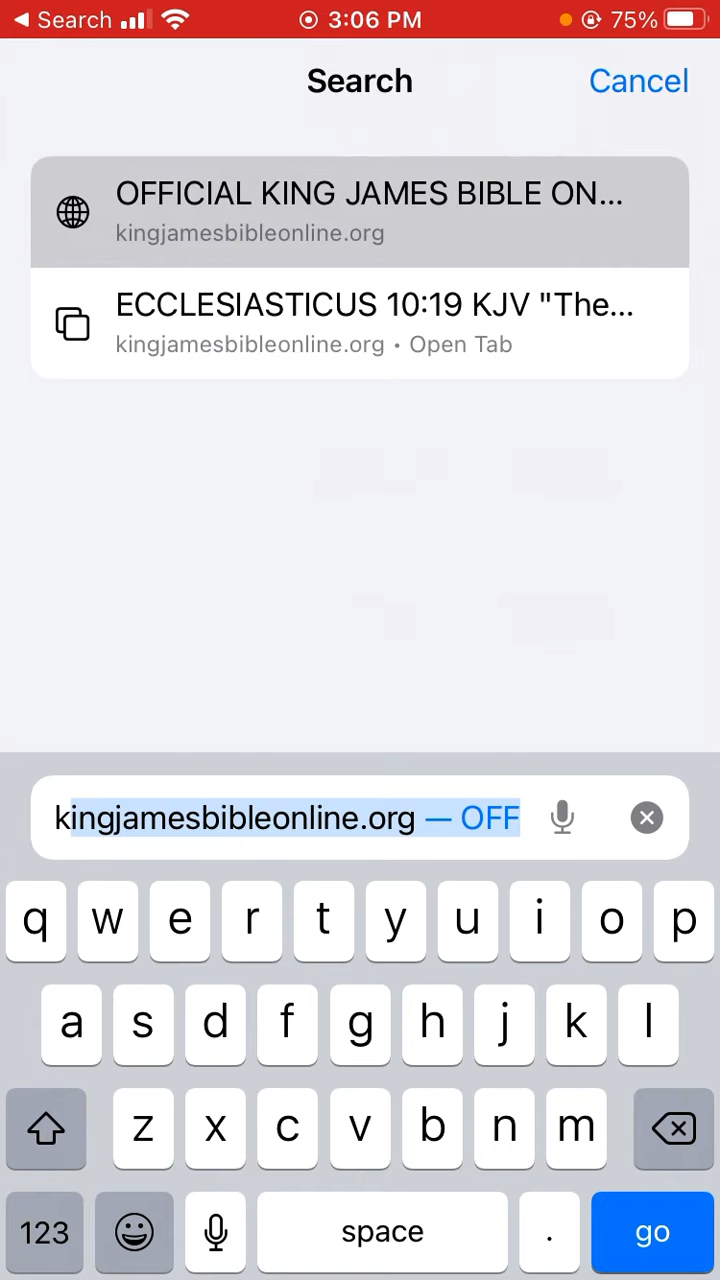 Search 3:06 PM 75%
Search Cancel
OFFICIAL KING JAMES BIBLE ON...
kingjamesbibleonline.org
ECCLESIASTICUS 10:19 KJV "The...
kingjamesbibleonline.org • Open Tab
kingjamesbibleonline.org — OFF
q w e r t y u i o p
a s d f g h j k l
z x c v b n m
123 space . go